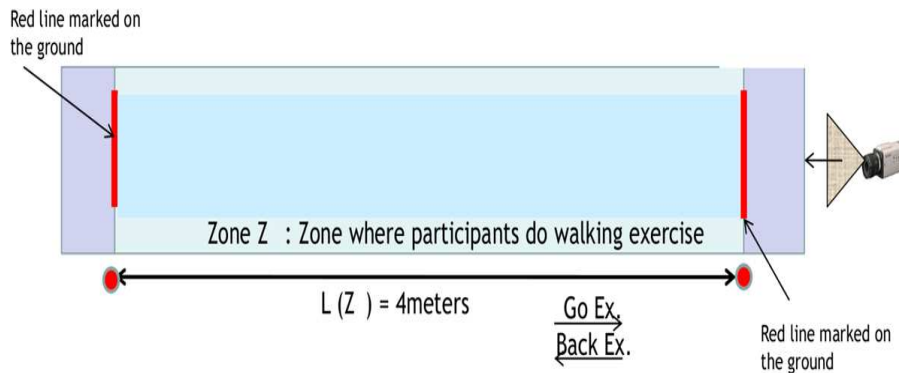 Red line marked on
the ground
Zone Z : Zone where participants do walking exercise
L (Z ) = 4meters
Go Ex.
Back Ex.
Red line marked on
the ground